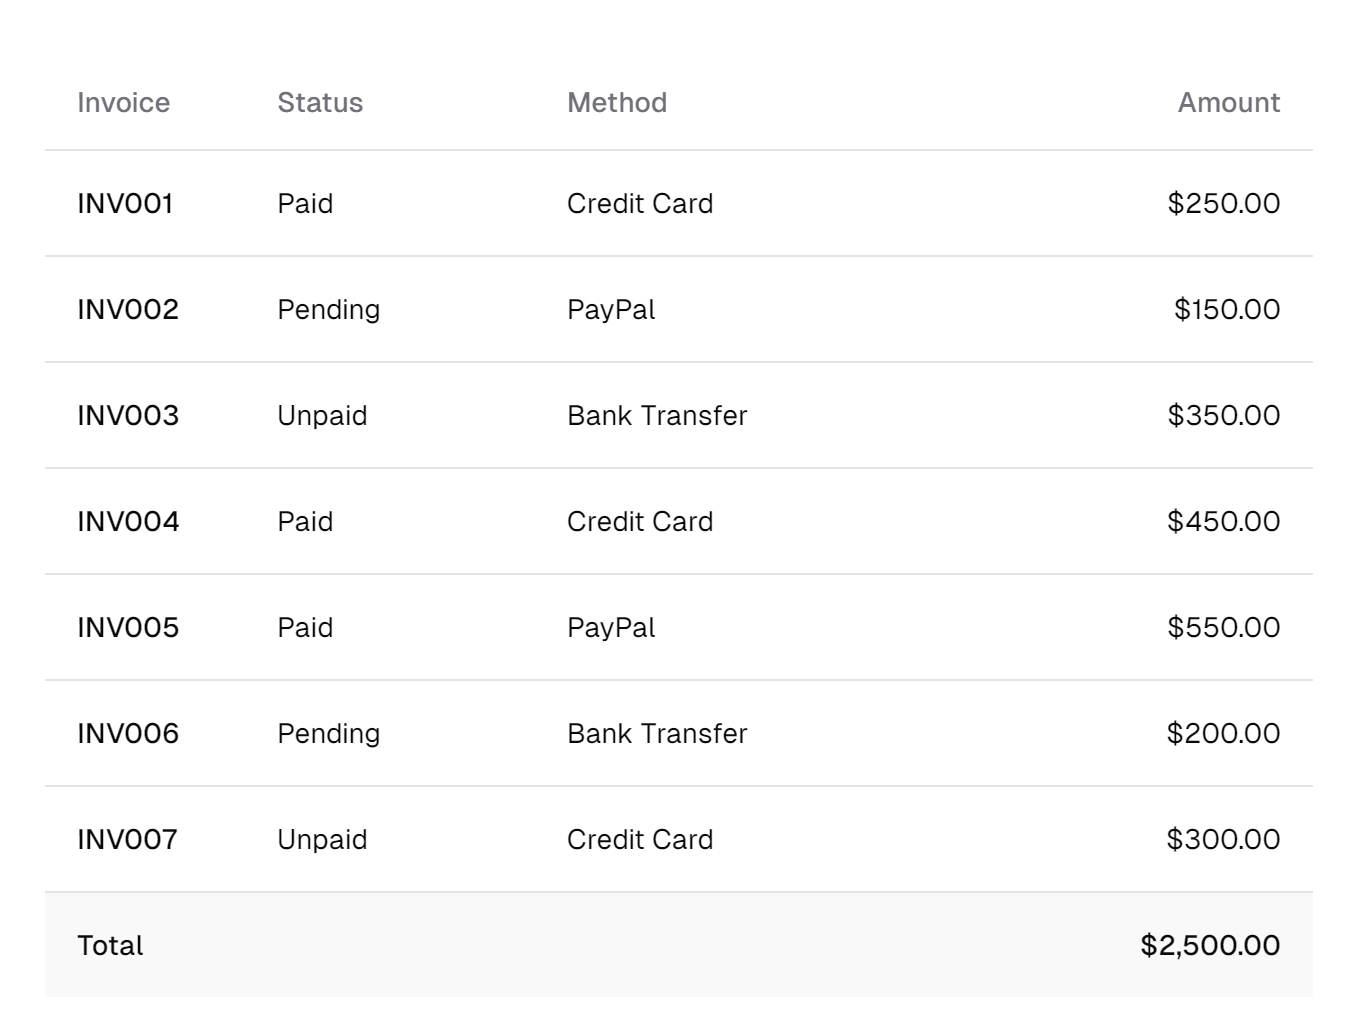 Invoice Status Method Amount
INV001 Paid Credit Card $250.00
INV002 Pending PayPal $150.00
INV003 Unpaid Bank Transfer $350.00
INV004 Paid Credit Card $450.00
INV005 Paid PayPal $550.00
INV006 Pending Bank Transfer $200.00
INV007 Unpaid Credit Card $300.00
Total $2,500.00